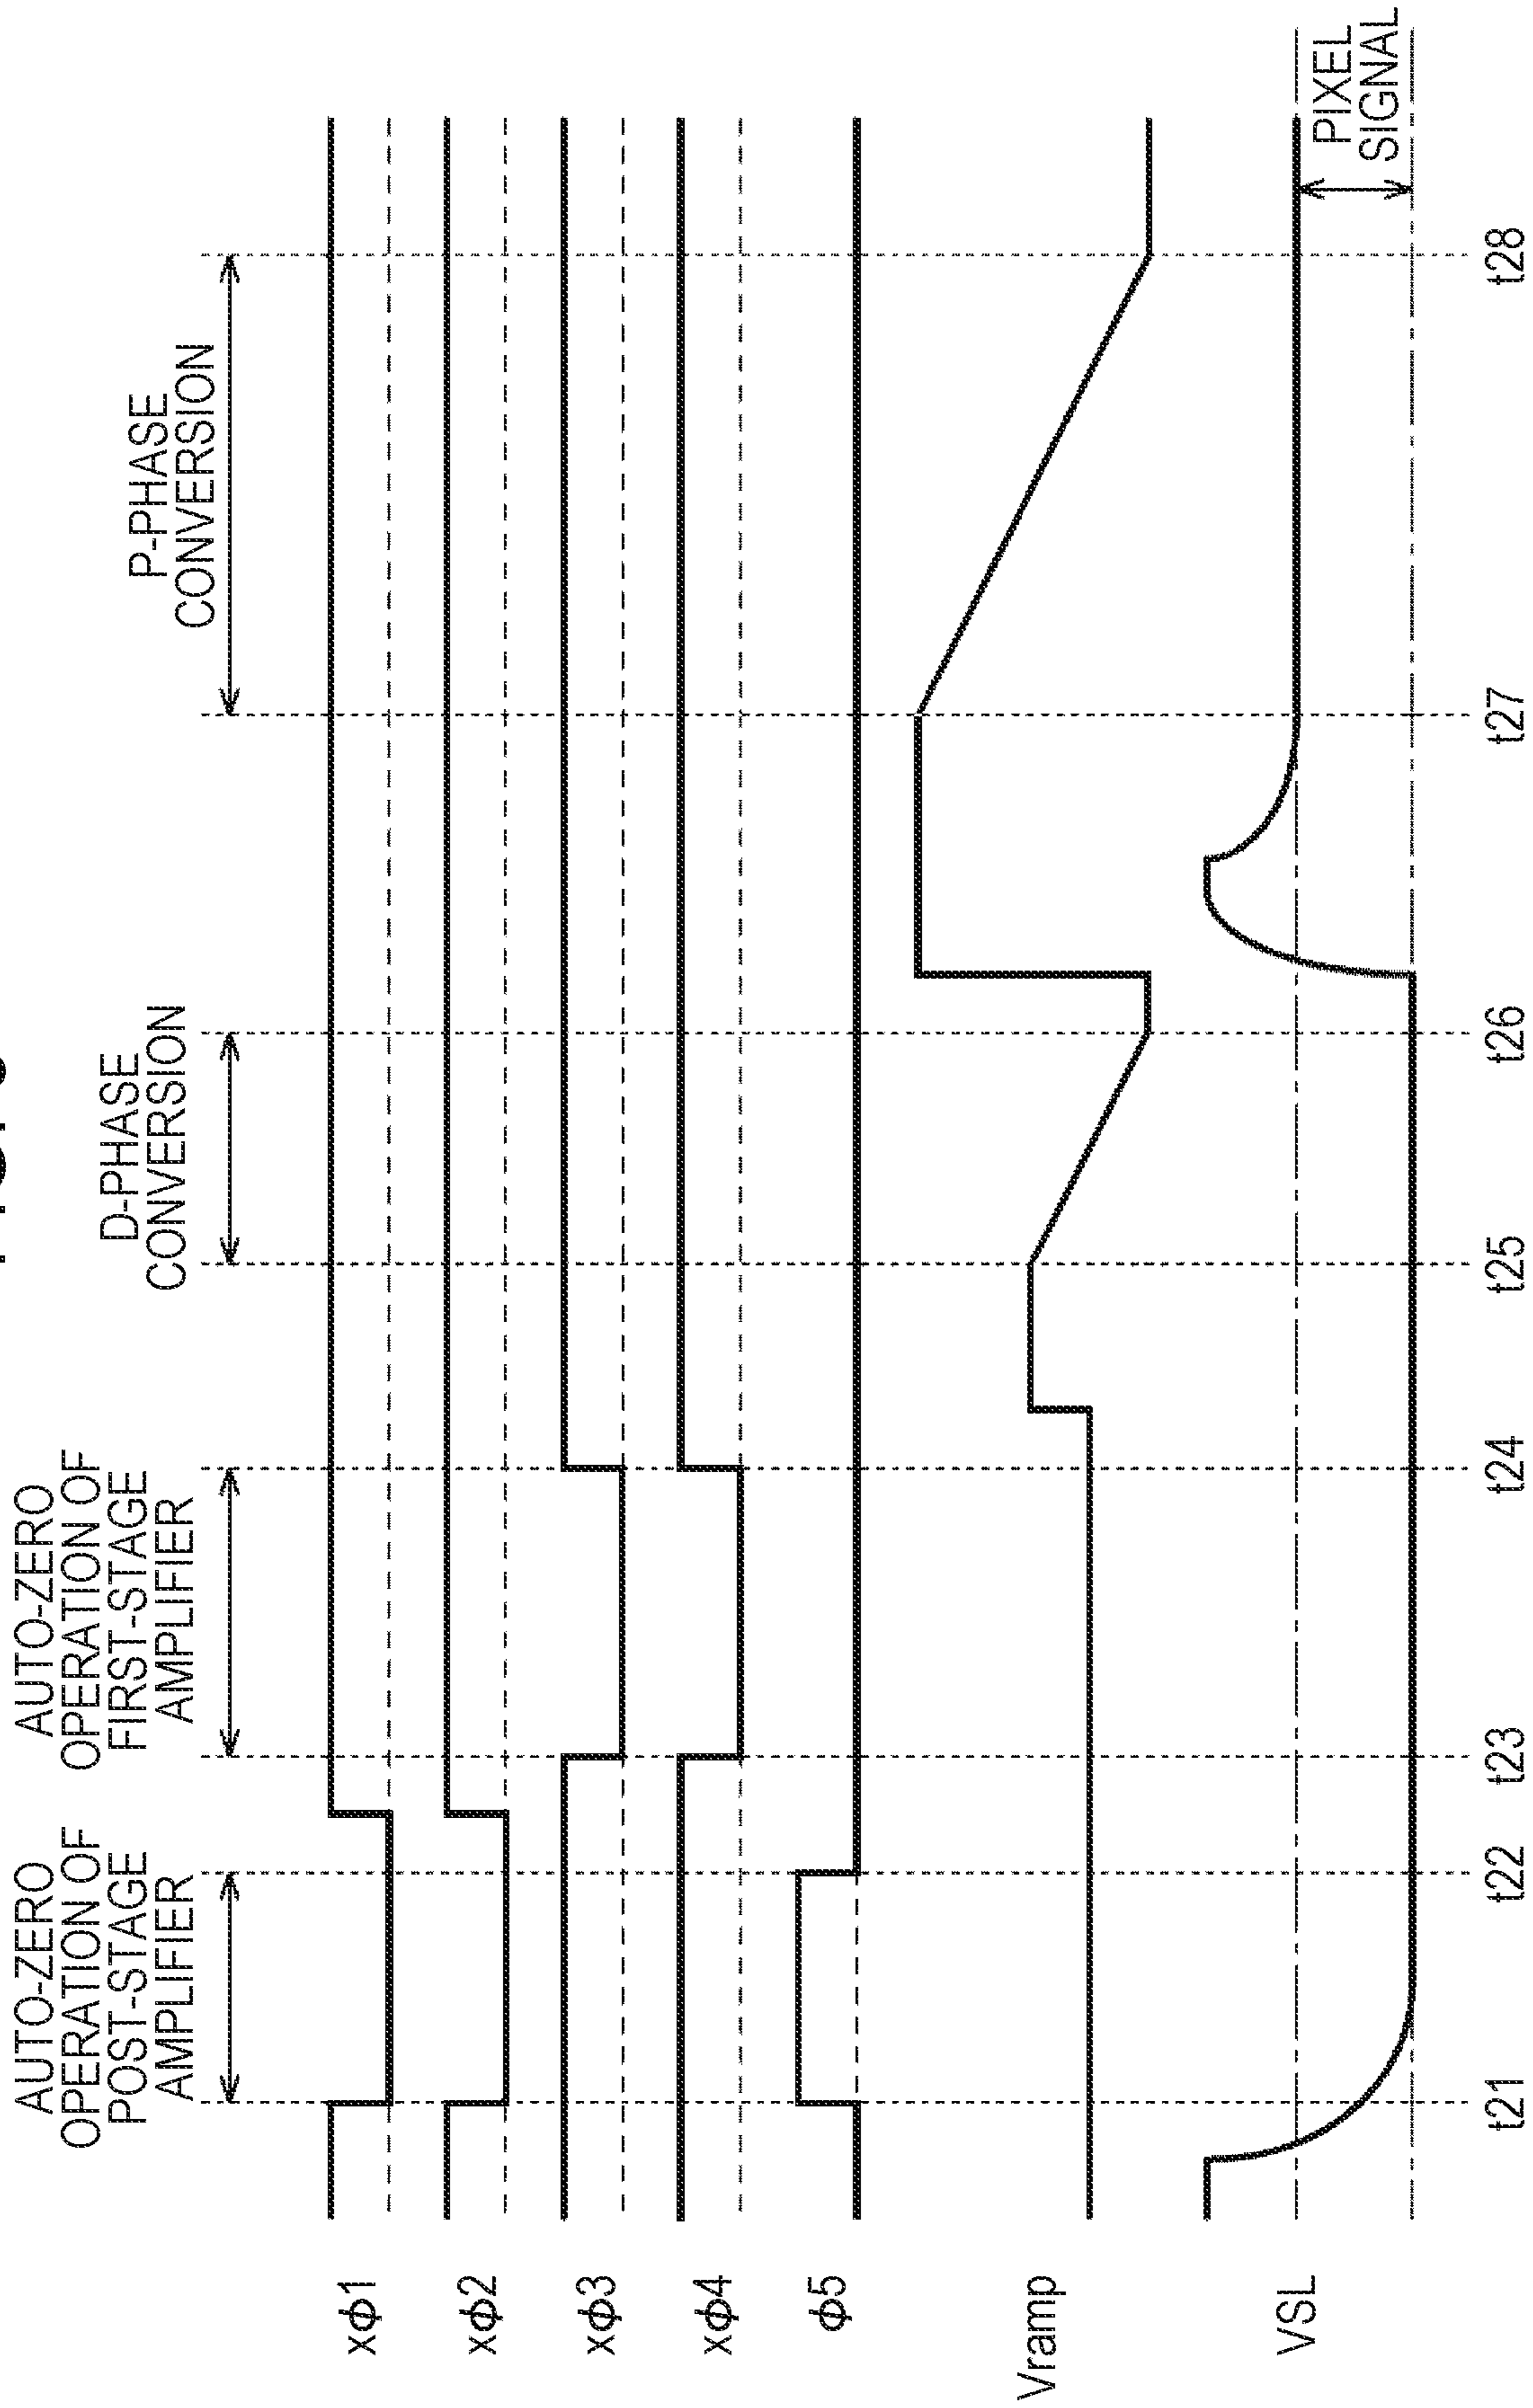 AUTO-ZERO
OPERATION OF
POST-STAGE
AMPLIFIER
AUTO-ZERO
OPERATION OF
FIRST-STAGE
AMPLIFIER
D-PHASE
CONVERSION
P-PHASE
CONVERSION
xϕ1
xϕ2
xϕ3
xϕ4
ϕ5
Vramp
VSL
PIXEL
SIGNAL
t21
t22
t23
t24
t25
t26
t27
t28